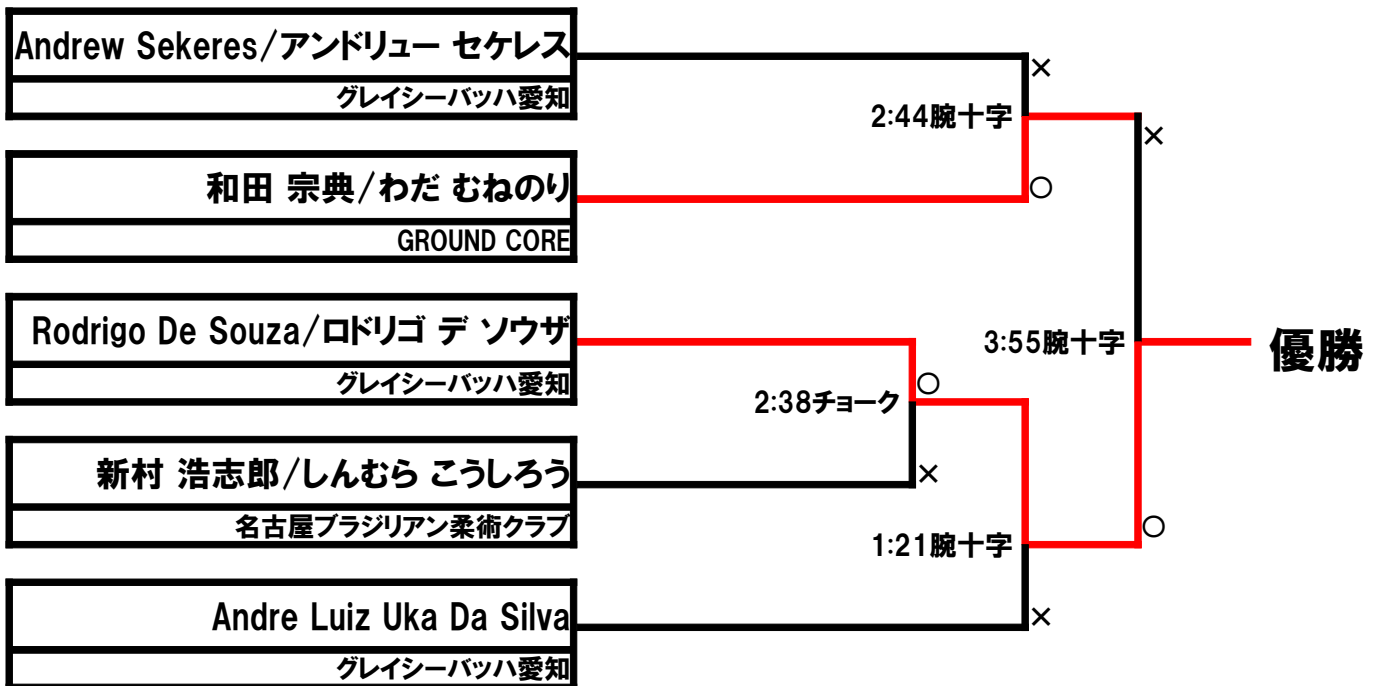 Andrew Sekeres/アンドリュー セケレス
グレイシーバッハ愛知
×
2:44腕十字
×
和田 宗典/わだ むねのり
○
GROUND CORE
Rodrigo De Souza/ロドリゴ デ ソウザ
3:55腕十字
優勝
グレイシーバッハ愛知
○
2:38チョーク
新村 浩志郎/しんむら こうしろう
×
名古屋ブラジリアン柔術クラブ
○
1:21腕十字
Andre Luiz Uka Da Silva
×
グレイシーバッハ愛知